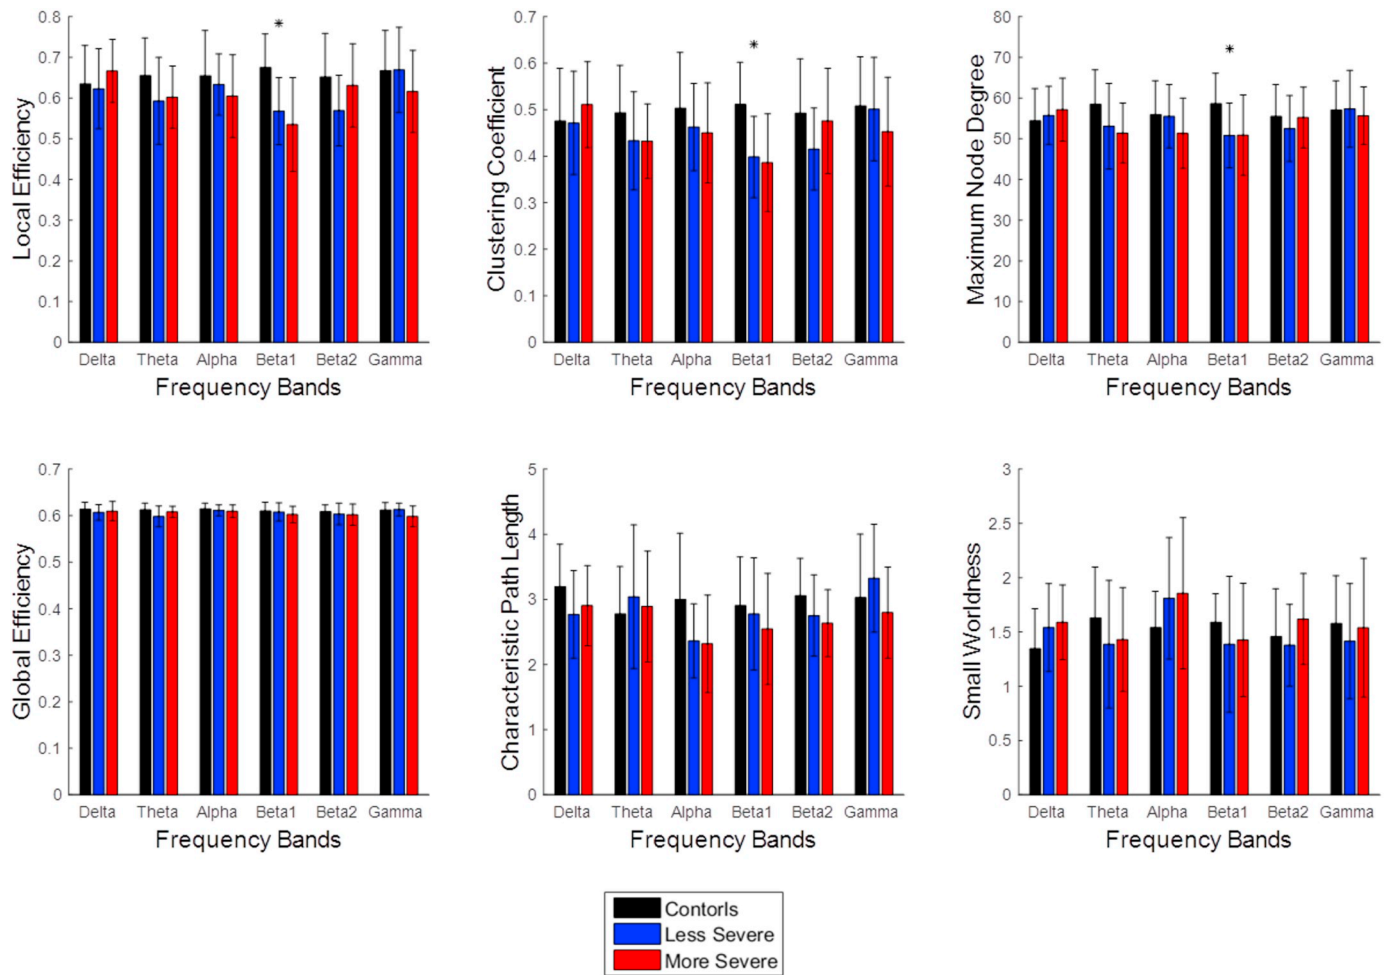 Local Efficiency
0.8
0.7
0.6
0.5
0.4
0.3
0.2
0.1
0
*
Delta Theta Alpha Beta1 Beta2 Gamma
Frequency Bands
Clustering Coefficient
0.7
0.6
0.5
0.4
0.3
0.2
0.1
0
*
Delta Theta Alpha Beta1 Beta2 Gamma
Frequency Bands
Maximum Node Degree
80
70
60
50
40
30
20
10
0
*
Delta Theta Alpha Beta1 Beta2 Gamma
Frequency Bands
Global Efficiency
0.7
0.6
0.5
0.4
0.3
0.2
0.1
0
Delta Theta Alpha Beta1 Beta2 Gamma
Frequency Bands
Characteristic Path Length
5
4
3
2
1
0
Delta Theta Alpha Beta1 Beta2 Gamma
Frequency Bands
Small Worldness
3
2.5
2
1.5
1
0.5
0
Delta Theta Alpha Beta1 Beta2 Gamma
Frequency Bands
Contorls
Less Severe
More Severe